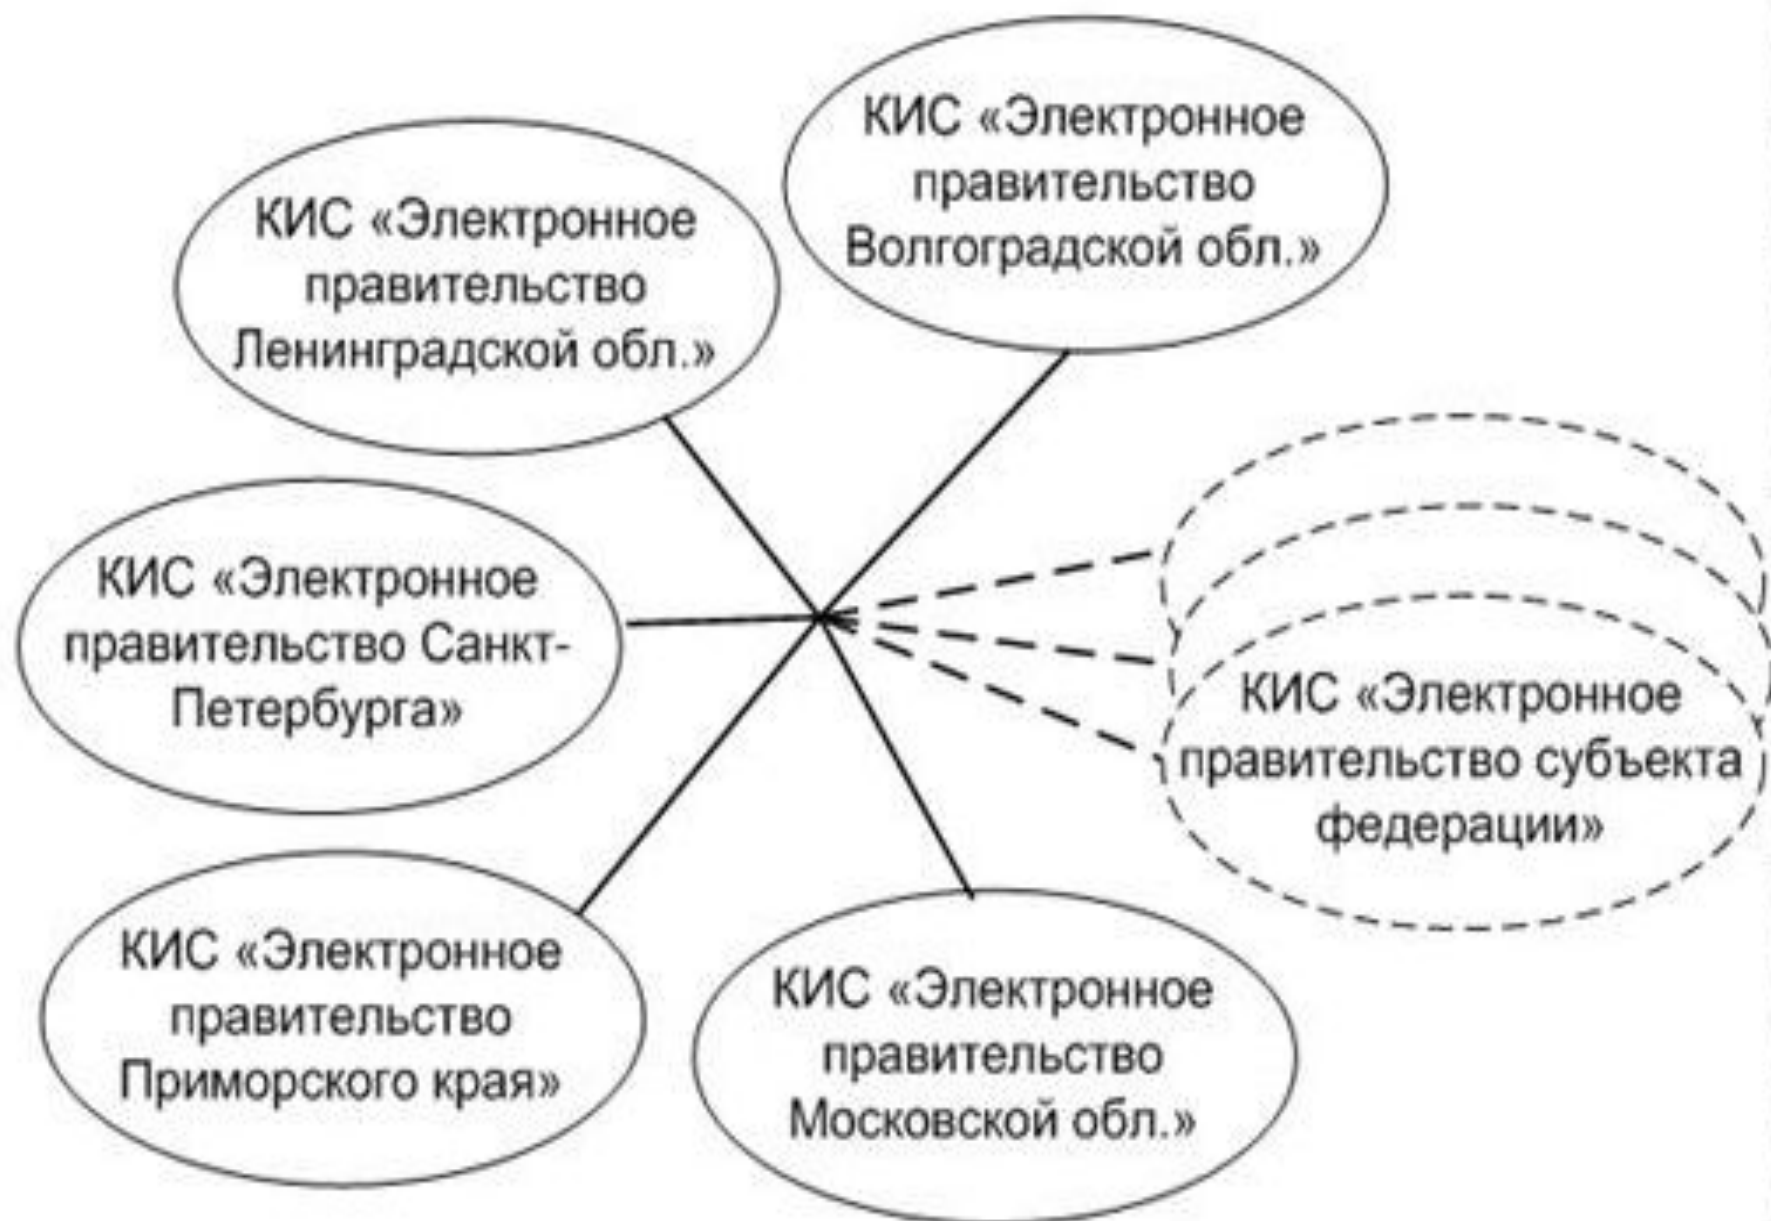 КИС «Электронное
правительство
Волгоградской обл.»
КИС «Электронное
правительство
Ленинградской обл.»
КИС «Электронное
правительство Санкт-
Петербурга»
КИС «Электронное
правительство субъекта
федерации»
КИС «Электронное
правительство
Приморского края»
КИС «Электронное
правительство
Московской обл.»